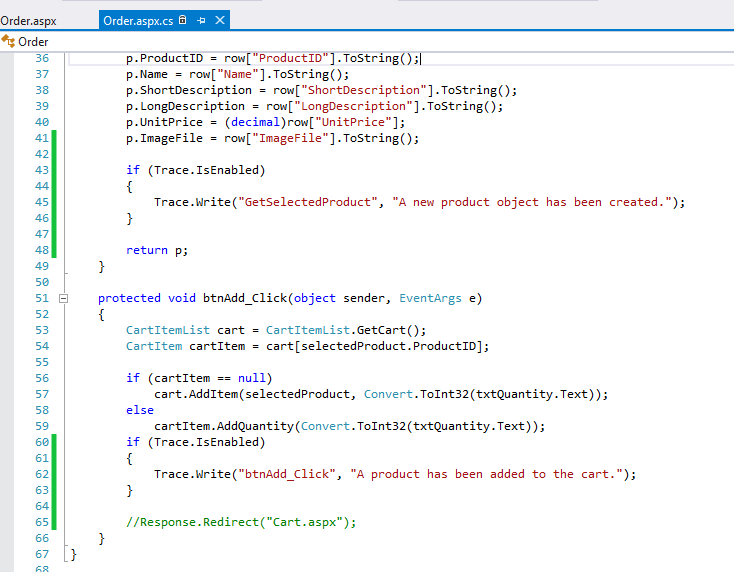 Order.aspx
Order.aspx.cs
Order
36 p.ProductID = row["ProductID"].ToString();
37 p.Name = row["Name"].ToString();
38 p.ShortDescription = row["ShortDescription"].ToString();
39 p.LongDescription = row["LongDescription"].ToString();
40 p.UnitPrice = (decimal)row["UnitPrice"];
41 p.ImageFile = row["ImageFile"].ToString();
42
43 if (Trace.IsEnabled)
44 {
45 Trace.Write("GetSelectedProduct", "A new product object has been created.");
46 }
47
48 return p;
49 }
50
51 protected void btnAdd_Click(object sender, EventArgs e)
52 {
53 CartItemList cart = CartItemList.GetCart();
54 CartItem cartItem = cart[selectedProduct.ProductID];
55
56 if (cartItem == null)
57 cart.AddItem(selectedProduct, Convert.ToInt32(txtQuantity.Text));
58 else
59 cartItem.AddQuantity(Convert.ToInt32(txtQuantity.Text));
60 if (Trace.IsEnabled)
61 {
62 Trace.Write("btnAdd_Click", "A product has been added to the cart.");
63 }
64
65 //Response.Redirect("Cart.aspx");
66 }
67 }
68